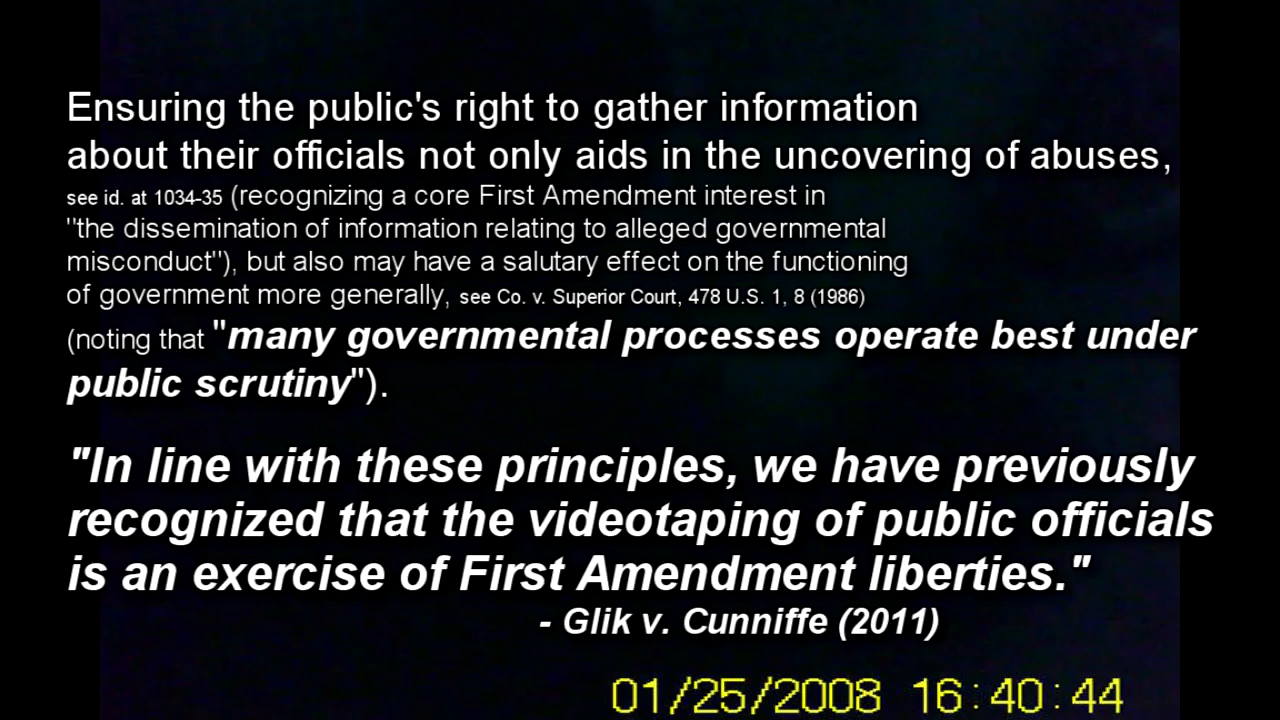 Ensuring the public's right to gather information
about their officials not only aids in the uncovering of abuses,
see id. at 1034-35 (recognizing a core First Amendment interest in
"the dissemination of information relating to alleged governmental
misconduct"), but also may have a salutary effect on the functioning
of government more generally, see Co. v. Superior Court, 478 U.S. 1, 8 (1986)
(noting that "many governmental processes operate best under
public scrutiny").
"In line with these principles, we have previously
recognized that the videotaping of public officials
is an exercise of First Amendment liberties."
- Glik v. Cunniffe (2011)
01/25/2008 16:40:44